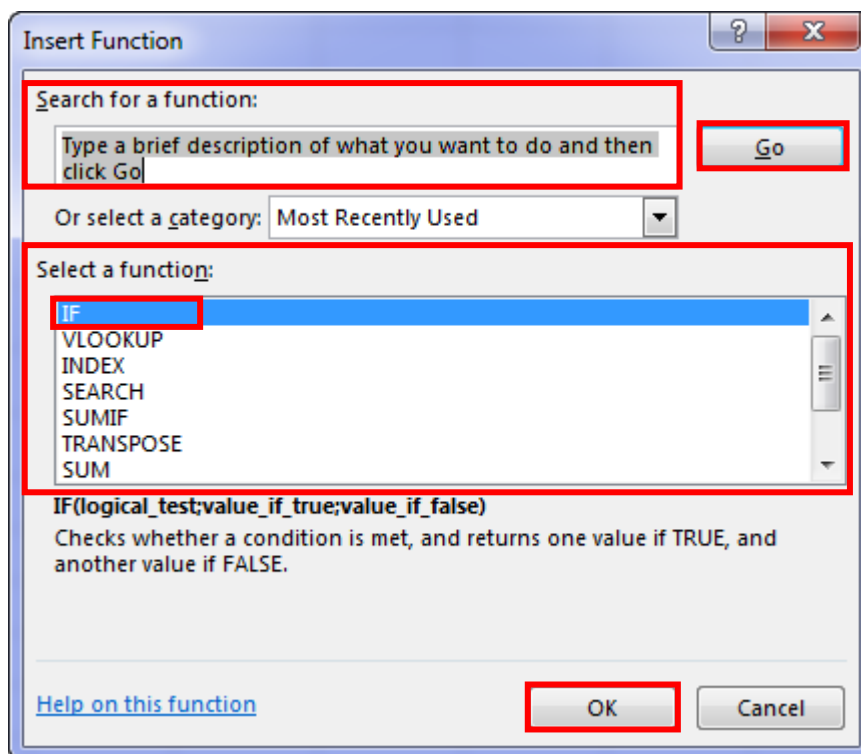 Insert Function
?
X
Search for a function:
Type a brief description of what you want to do and then
click Go
Go
Or select a category: Most Recently Used
Select a function:
IF
VLOOKUP
INDEX
SEARCH
SUMIF
TRANSPOSE
SUM
IF(logical_test;value_if_true;value_if_false)
Checks whether a condition is met, and returns one value if TRUE, and
another value if FALSE.
Help on this function
OK
Cancel